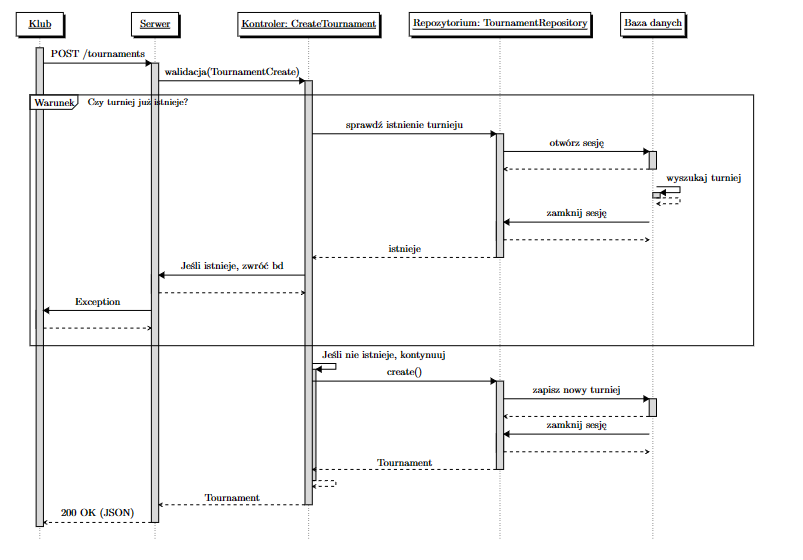 Klub
Serwer
Kontroler: CreateTournament
Repozytorium: TournamentRepository
Baza danych
POST /tournaments
walidacja(TournamentCreate)
Warunek
Czy turniej już istnieje?
sprawdź istnienie turnieju
otwórz sesję
wyszukaj turniej
zamknij sesję
istnieje
Jeśli istnieje, zwróć bd
Exception
Jeśli nie istnieje, kontynuuj
create()
zapisz nowy turniej
zamknij sesję
Tournament
Tournament
200 OK (JSON)